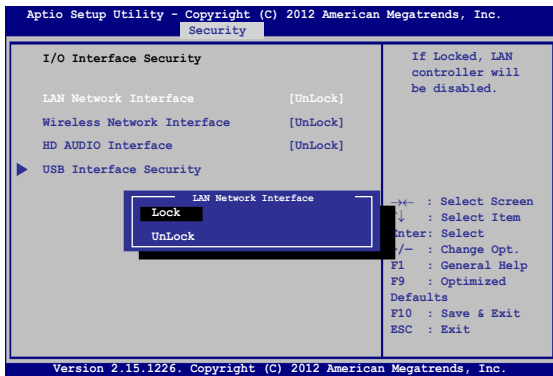 Aptio Setup Utility - Copyright (C) 2012 American Megatrends, Inc.
Security
I/O Interface Security
LAN Network Interface [UnLock]
Wireless Network Interface [UnLock]
HD AUDIO Interface [UnLock]
USB Interface Security
If Locked, LAN
controller will
be disabled.
LAN Network Interface
Lock
UnLock
→← : Select Screen
↓ : Select Item
nter: Select
/— : Change Opt.
F1 : General Help
F9 : Optimized
Defaults
F10 : Save & Exit
ESC : Exit
Version 2.15.1226. Copyright (C) 2012 American Megatrends, Inc.